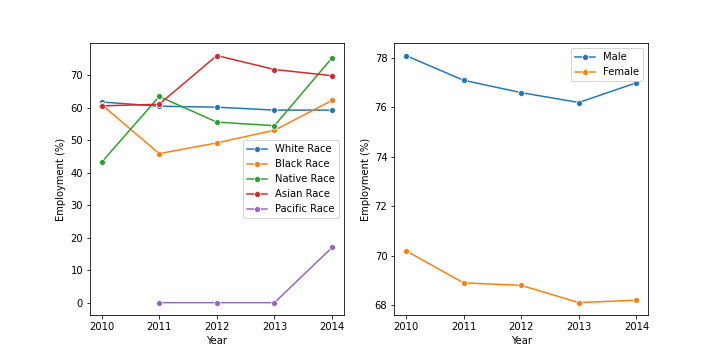 Employment (%)
70
60
50
40
30
20
10
0
White Race
Black Race
Native Race
Asian Race
Pacific Race
2010 2011 2012 2013 2014
Year
Employment (%)
78
76
74
72
70
68
Male
Female
2010 2011 2012 2013 2014
Year